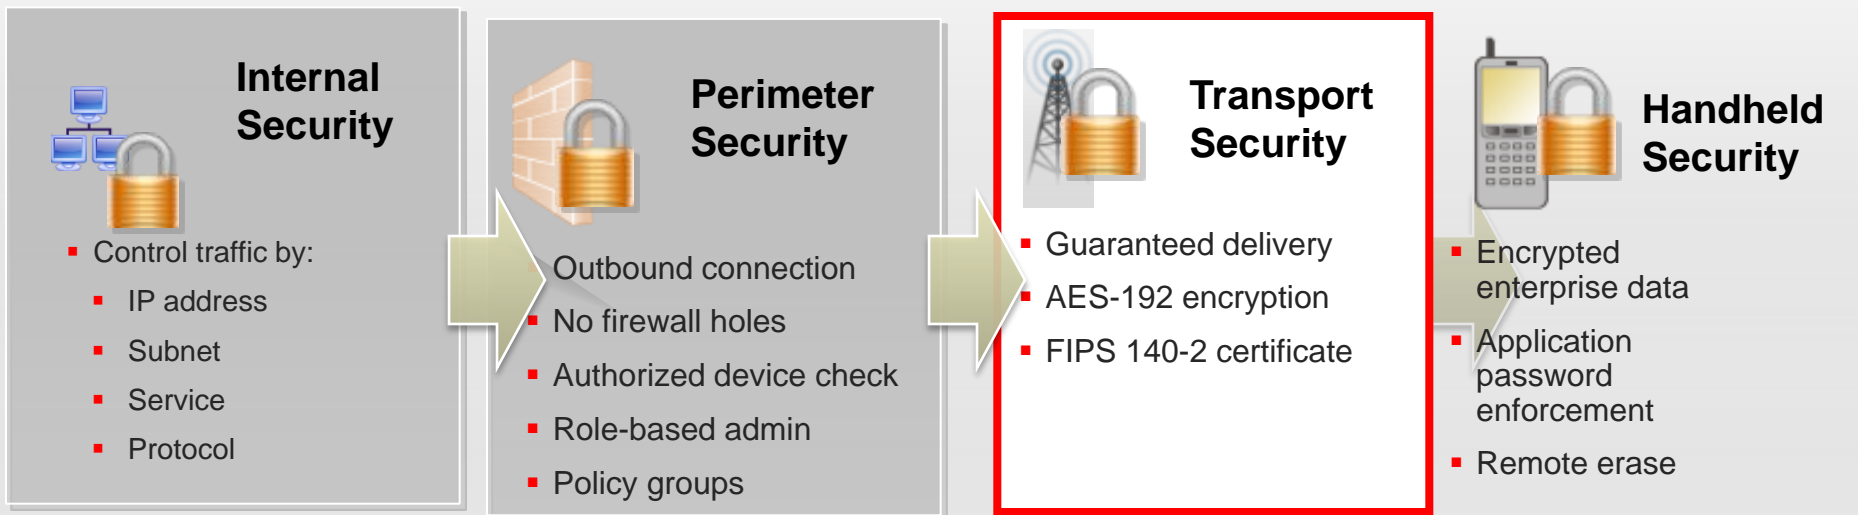 Internal
Security
Control traffic by:
IP address
Subnet
Service
Protocol
Perimeter
Security
Outbound connection
No firewall holes
Authorized device check
Role-based admin
Policy groups
Transport
Security
Guaranteed delivery
AES-192 encryption
FIPS 140-2 certificate
Handheld
Security
Encrypted
enterprise data
Application
password
enforcement
Remote erase